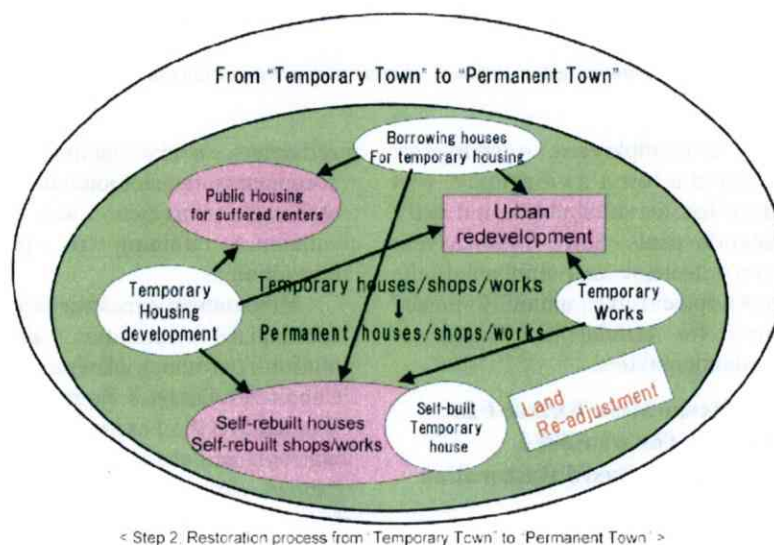 From "Temporary Town" to "Permanent Town"
Borrowing houses
For temporary housing
Public Housing
for suffered renters
Urban
redevelopment
Temporary
Housing
development
Temporary houses/shops/works
Permanent houses/shops/works
Temporary
Works
Self-rebuilt houses
Self-rebuilt shops/works
Self-built
Temporary
house
Land
Re-adjustment
< Step 2. Restoration process from "Temporary Town" to "Permanent Town" >